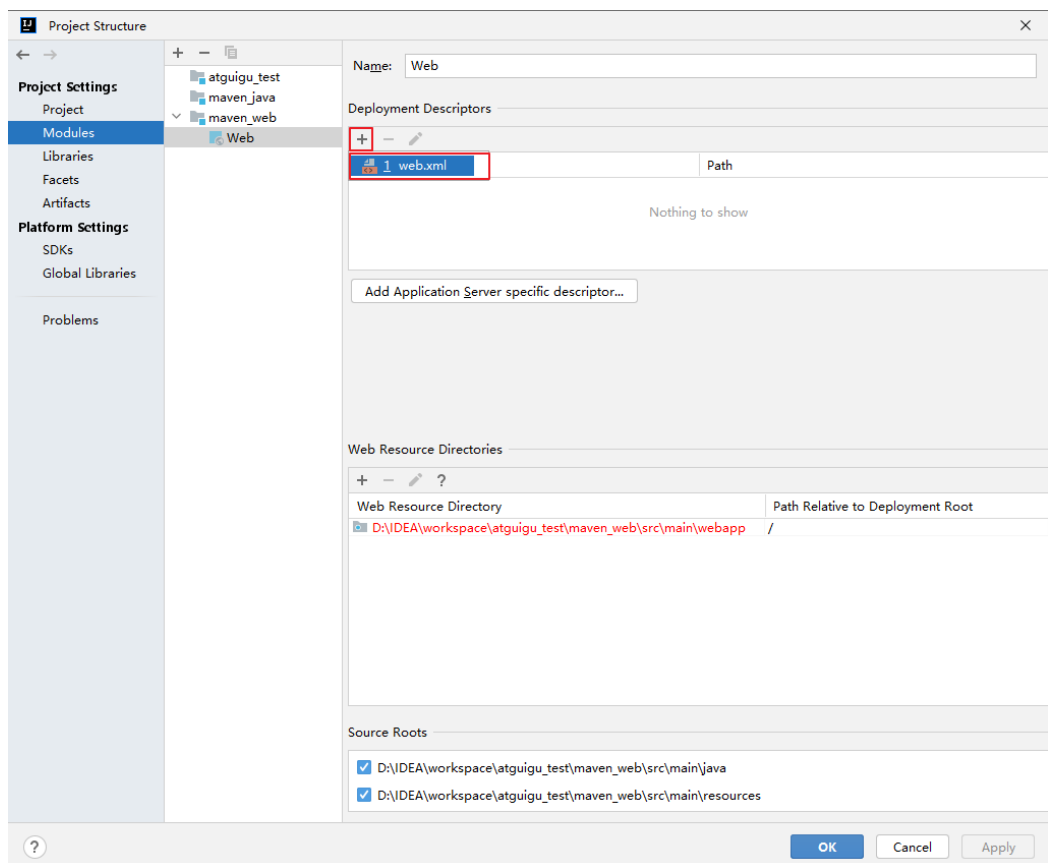 Project Structure
Project Settings
Project
Modules
Libraries
Facets
Artifacts
Platform Settings
SDKs
Global Libraries
Problems
atguigu_test
maven_java
maven_web
Web
Name: Web
Deployment Descriptors
1 web.xml Path
Nothing to show
Add Application Server specific descriptor...
Web Resource Directories
?
Web Resource Directory Path Relative to Deployment Root
D:\IDEA\workspace\atguigu_test\maven_web\src\main\webapp /
Source Roots
D:\IDEA\workspace\atguigu_test\maven_web\src\main\java
D:\IDEA\workspace\atguigu_test\maven_web\src\main\resources
? OK Cancel Apply